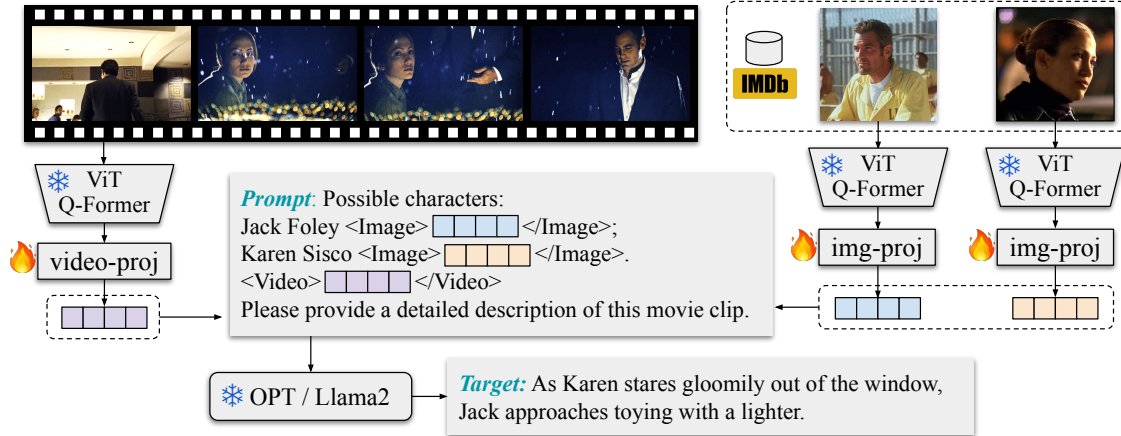 IMDb
ViT
Q-Former
ViT
Q-Former
ViT
Q-Former
video-proj
img-proj
img-proj
Prompt: Possible characters:
Jack Foley <Image> </Image>;
Karen Sisco <Image> </Image>.
<Video> </Video>
Please provide a detailed description of this movie clip.
OPT / Llama2
Target: As Karen stares gloomily out of the window,
Jack approaches toying with a lighter.